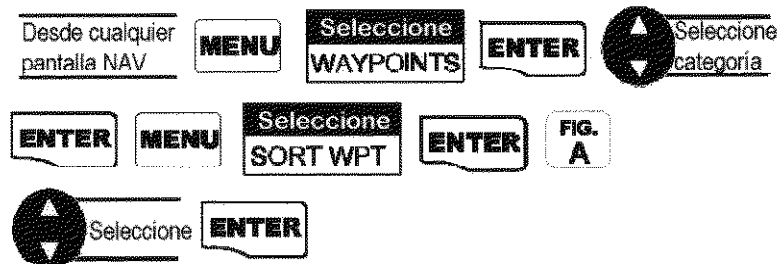 Desde cualquier pantalla NAV
MENU
Seleccione
WAYPOINTS
ENTER
Seleccione categoría
ENTER
MENU
Seleccione
SORT WPT
ENTER
FIG. A
Seleccione
ENTER